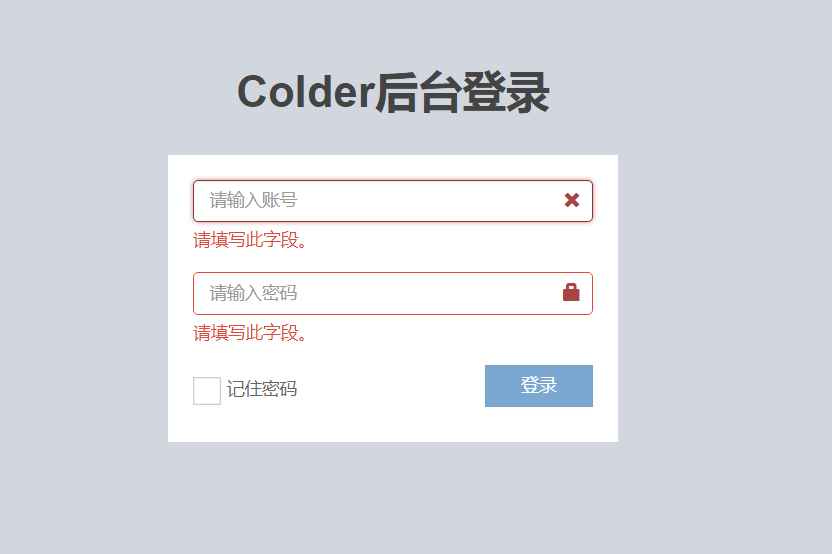 Colder后台登录
请输入账号
请填写此字段。
请输入密码
请填写此字段。
记住密码 登录